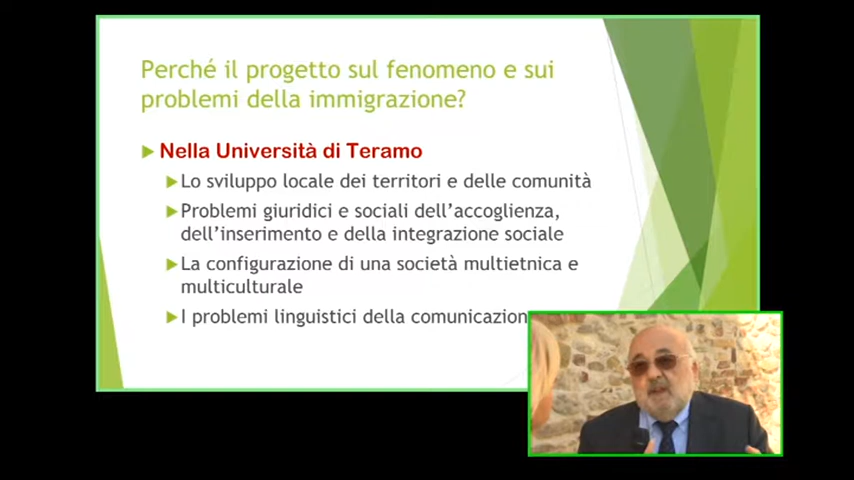 Perché il progetto sul fenomeno e sui
problemi della immigrazione?
Nella Università di Teramo
Lo sviluppo locale dei territori e delle comunità
Problemi giuridici e sociali dell'accoglienza,
dell'inserimento e della integrazione sociale
La configurazione di una società multietnica e
multiculturale
I problemi linguistici della comunicazion